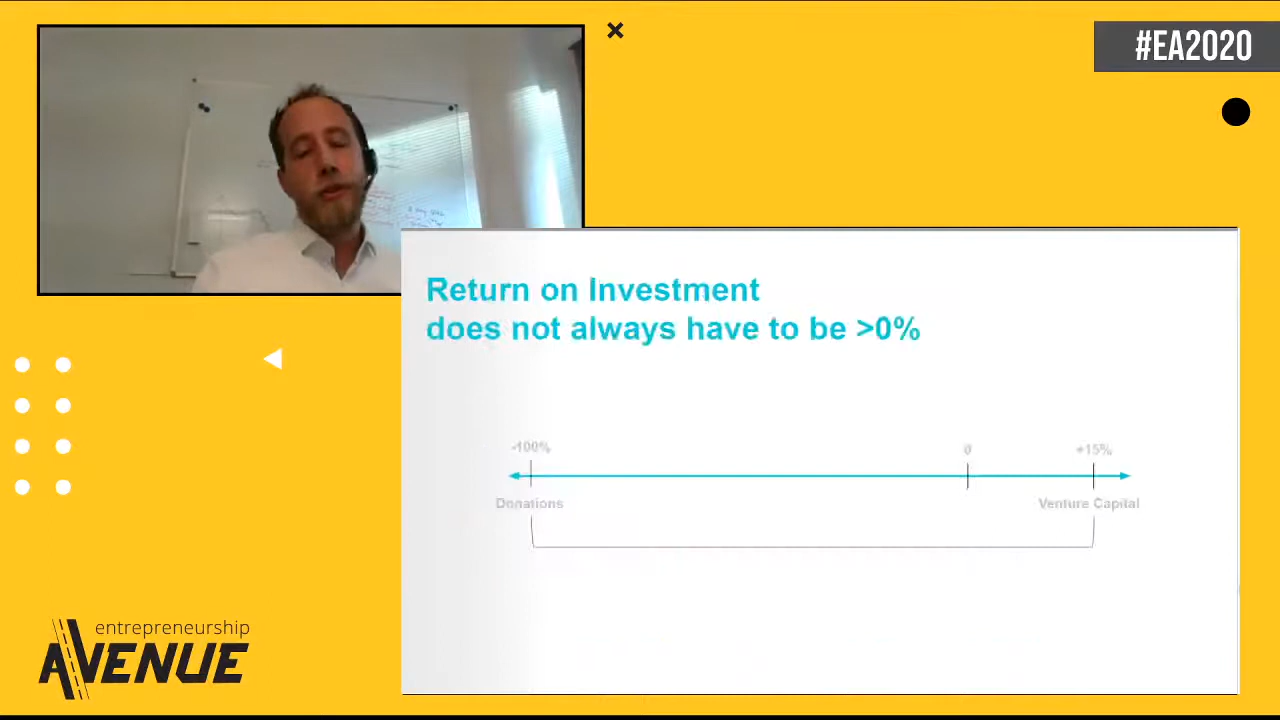 #EA2020
Return on Investment
does not always have to be >0%
-100%
0
+15%
Donations
Venture Capital
entrepreneurship
AVENUE